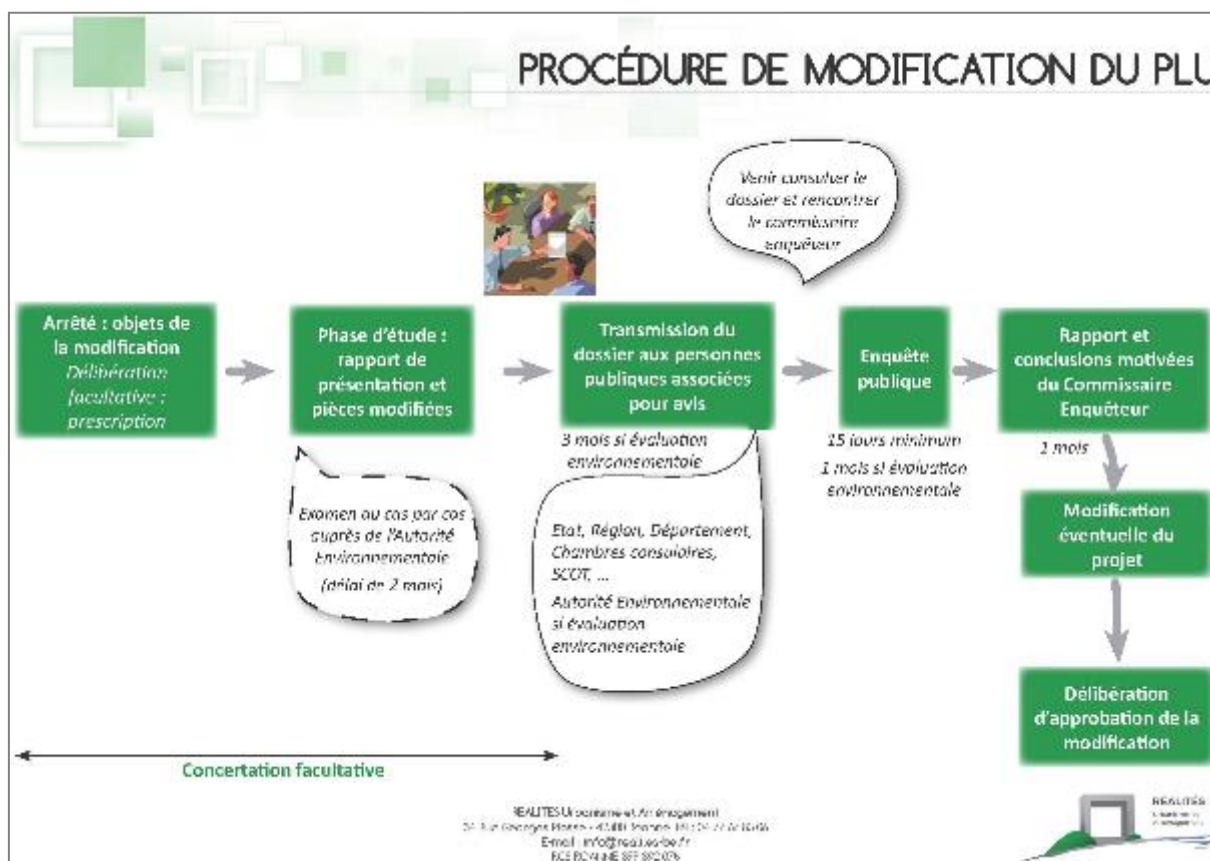 PROCÉDURE DE MODIFICATION DU PLU
Venir consulter le
dossier et rencontrer
le commissaire
enquêteur
Arrêté : objets de
la modification
Délibération
facultative :
prescription
Phase d'étude :
rapport de
présentation et
pièces modifiées
Transmission du
dossier aux personnes
publiques associées
pour avis
Enquête
publique
Rapport et
conclusions motivées
du Commissaire
Enquêteur
3 mois si évaluation
environnementale
15 jours minimum
1 mois si évaluation
environnementale
1 mois
Examen au cas par cas
auprès de l'Autorité
Environnementale
(délai de 2 mois)
Etat, Région, Département,
Chambres consulaires,
SCOT, ...
Autorité Environnementale
si évaluation
environnementale
Modification
éventuelle du
projet
Délibération
d'approbation de la
modification
Concertation facultative
REALITES Urbanisme et Aménagement
E-mail : info@realites-be.fr
REALITÉS